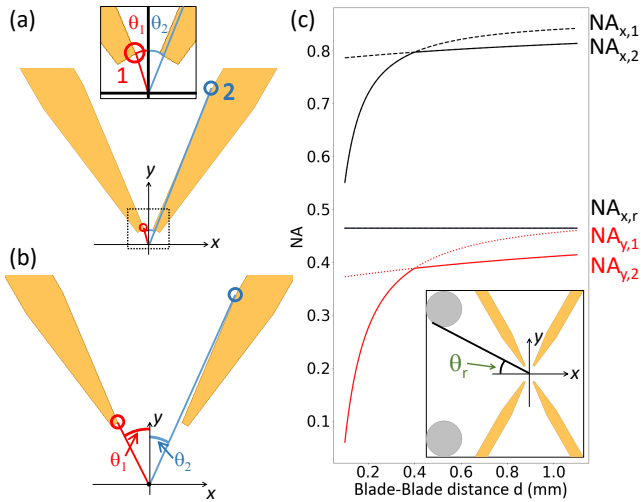 (a)
θ1
θ2
1
2
y
x
(b)
y
θ1
θ2
x
(c)
NAx,1
NAx,2
NAx,r
NAy,1
NAy,2
NA
0.8
0.7
0.6
0.5
0.4
0.3
0.2
0.1
y
x
θr
0.2
0.4
0.6
0.8
1.0
Blade-Blade distance d (mm)